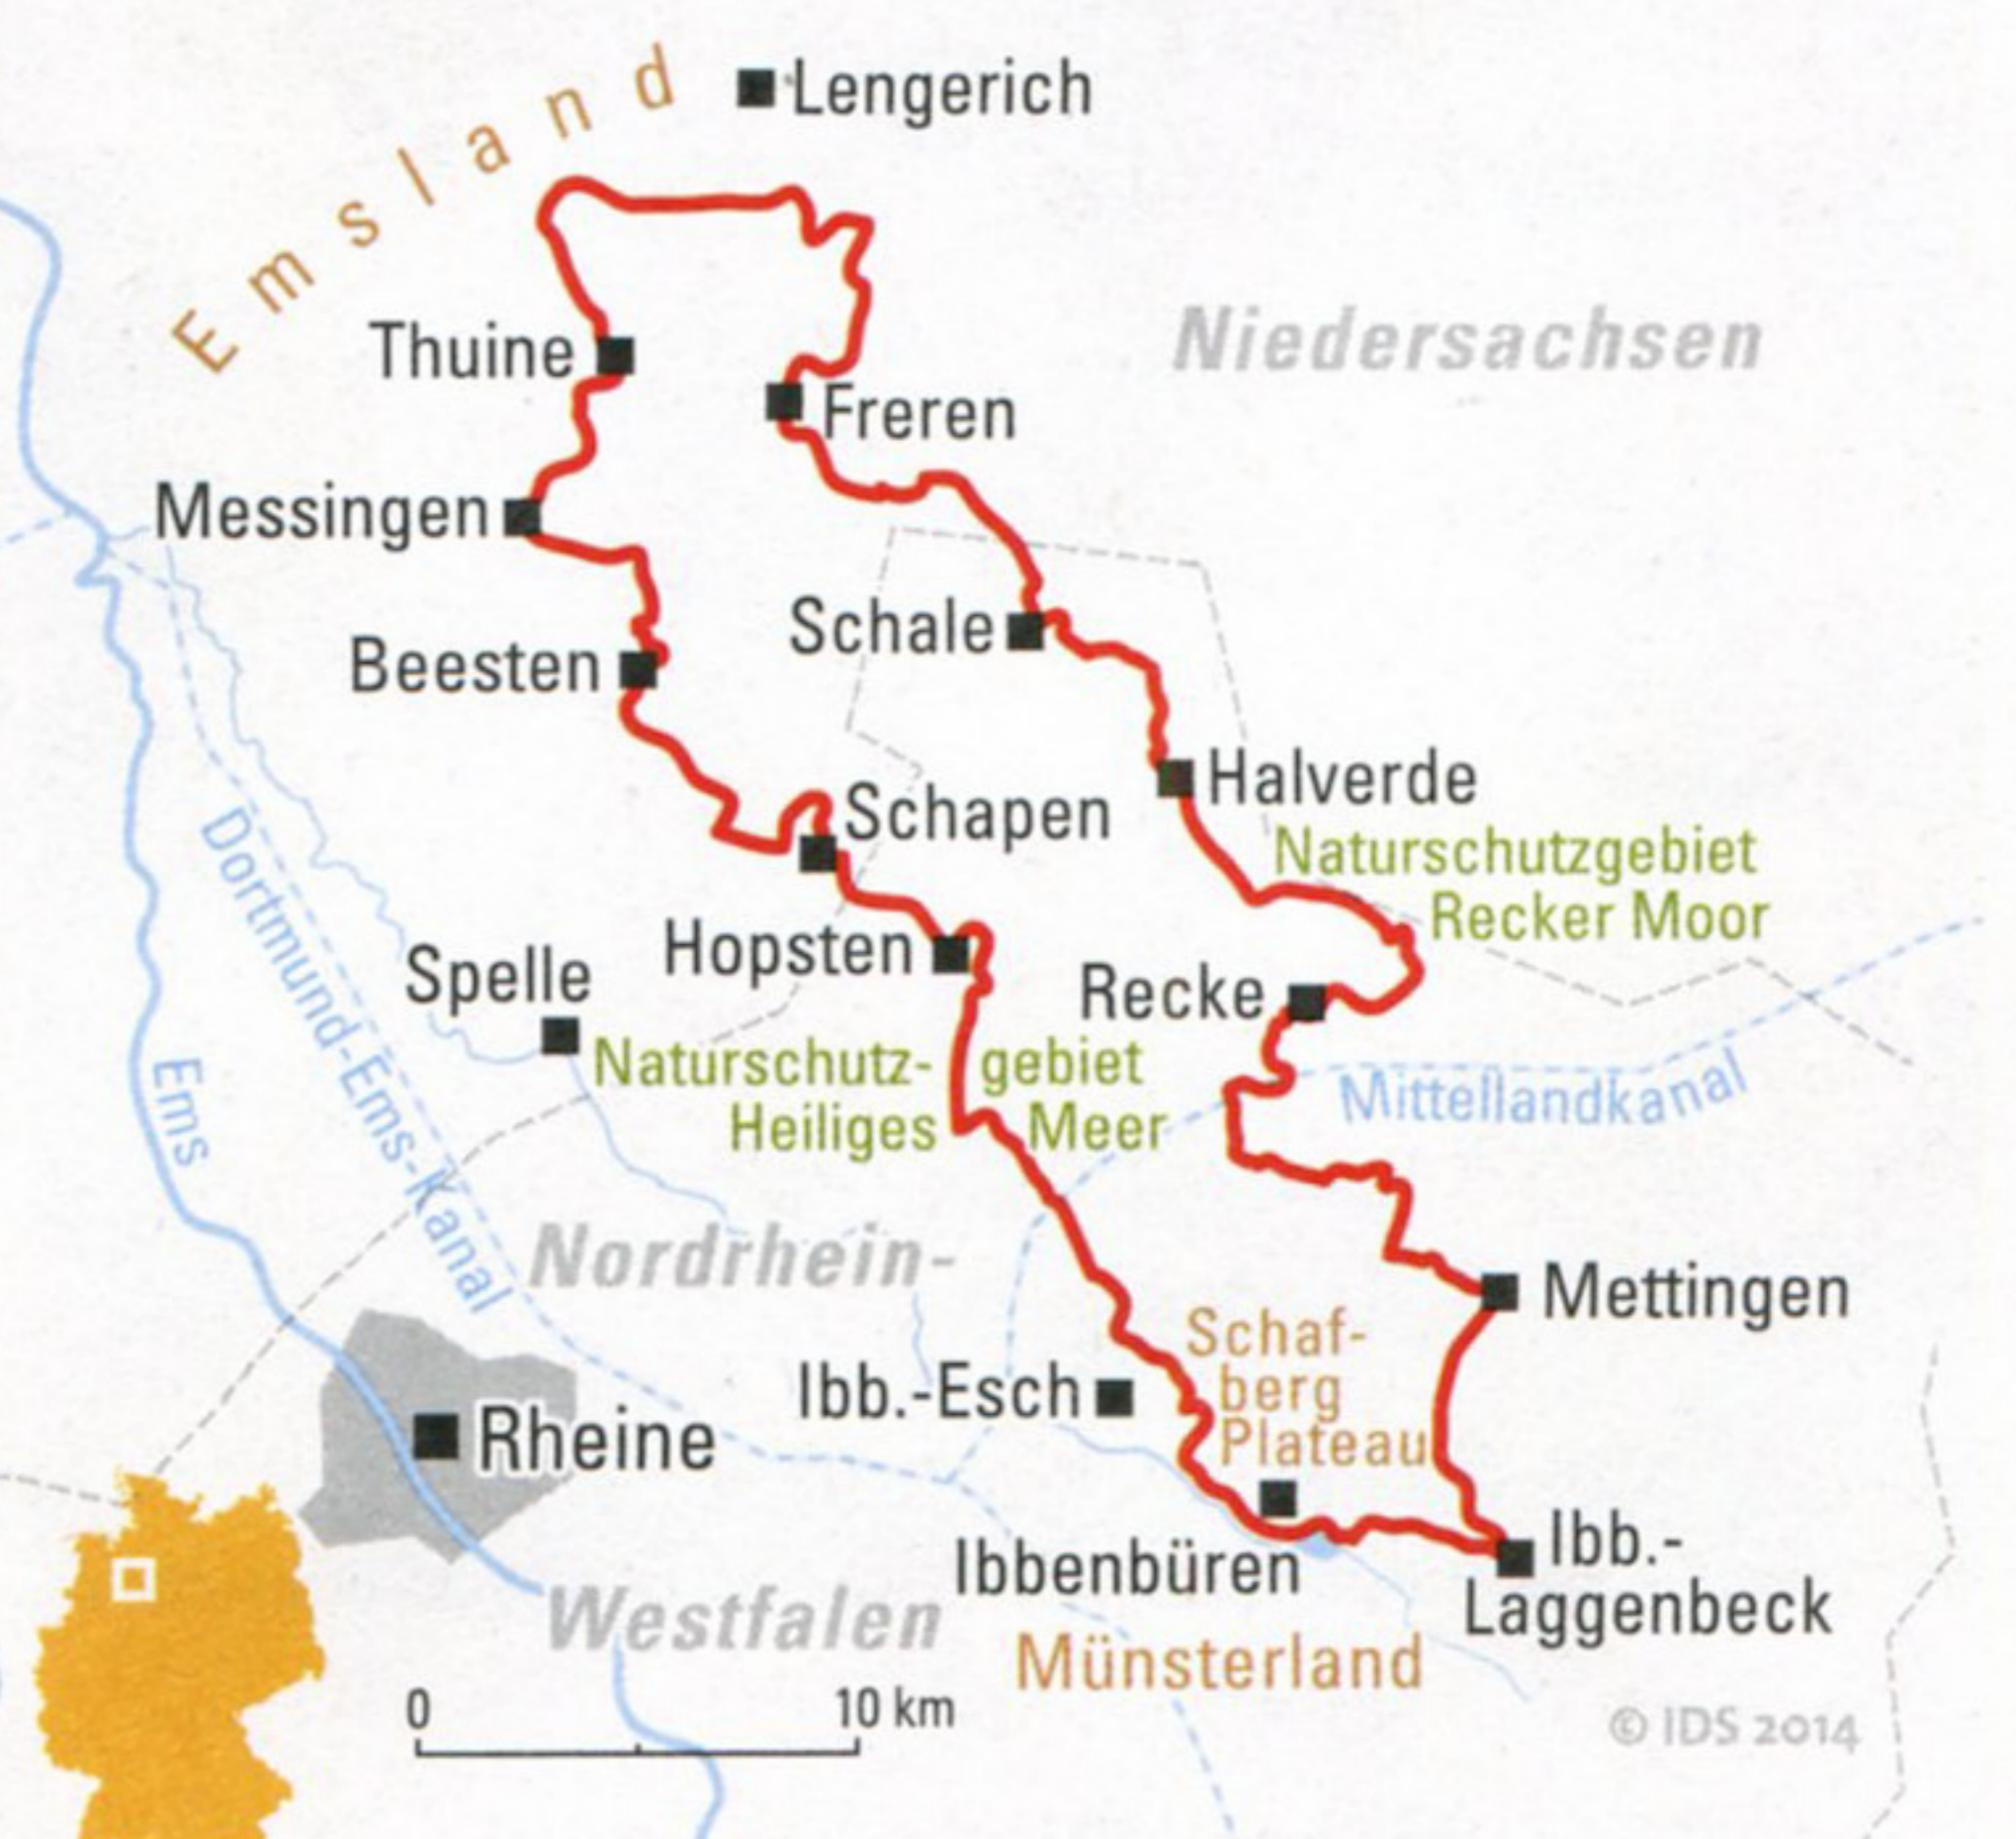 Lengerich
Emsland
Niedersachsen
Thuine
Freren
Messingen
Schale
Beesten
Halverde
Schapen
Naturschutzgebiet
Recker Moor
Hopsten
Spelle
Recke
Dortmund-Ems-Kanal
Ems
Naturschutz- gebiet
Heiliges Meer
Mittellandkanal
Nordrhein-
Mettingen
Schaf-
berg
Plateau
Ibb.-Esch
Rheine
Ibbenbüren
Ibb.-
Laggenbeck
Westfalen
Münsterland
0 10 km
© IDS 2014